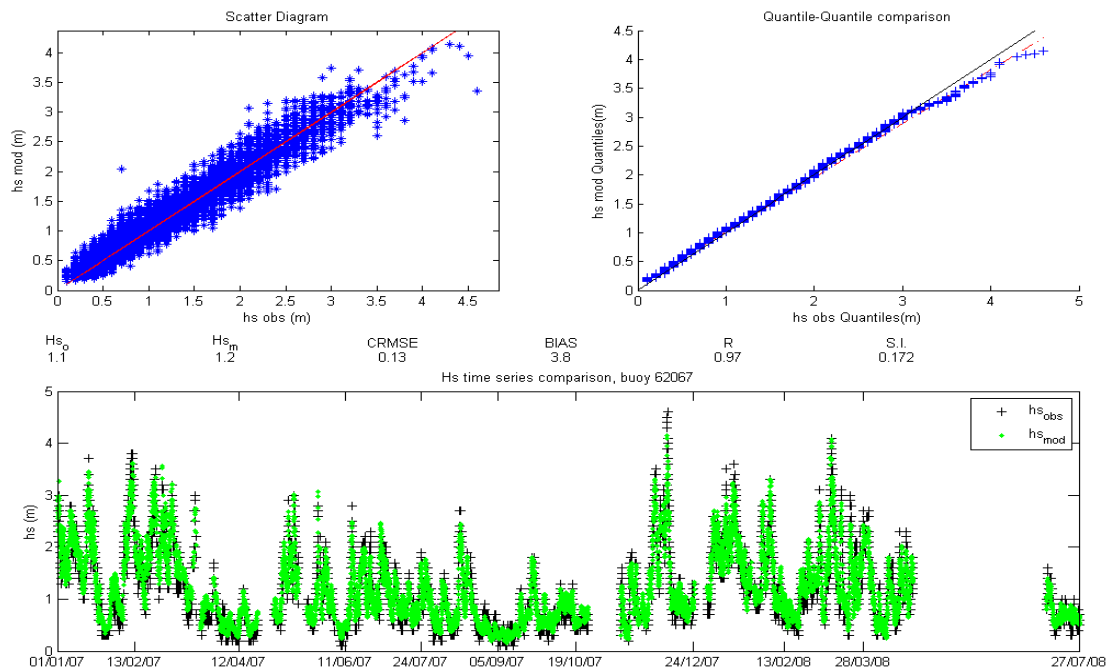 Scatter Diagram
hs mod (m)
4
3.5
3
2.5
2
1.5
1
0.5
0
0 0.5 1 1.5 2 2.5 3 3.5 4 4.5
hs obs (m)
Quantile-Quantile comparison
hs mod Quantiles(m)
4.5
4
3.5
3
2.5
2
1.5
1
0.5
0
0 1 2 3 4 5
hs obs Quantiles(m)
Hso Hsm CRMSE BIAS R S.I.
1.1 1.2 0.13 3.8 0.97 0.172
Hs time series comparison, buoy 62067
hs (m)
5
4
3
2
1
0
hsobs
hsmod
01/01/07 13/02/07 12/04/07 11/06/07 24/07/07 05/09/07 19/10/07 24/12/07 13/02/08 28/03/08 27/07/08